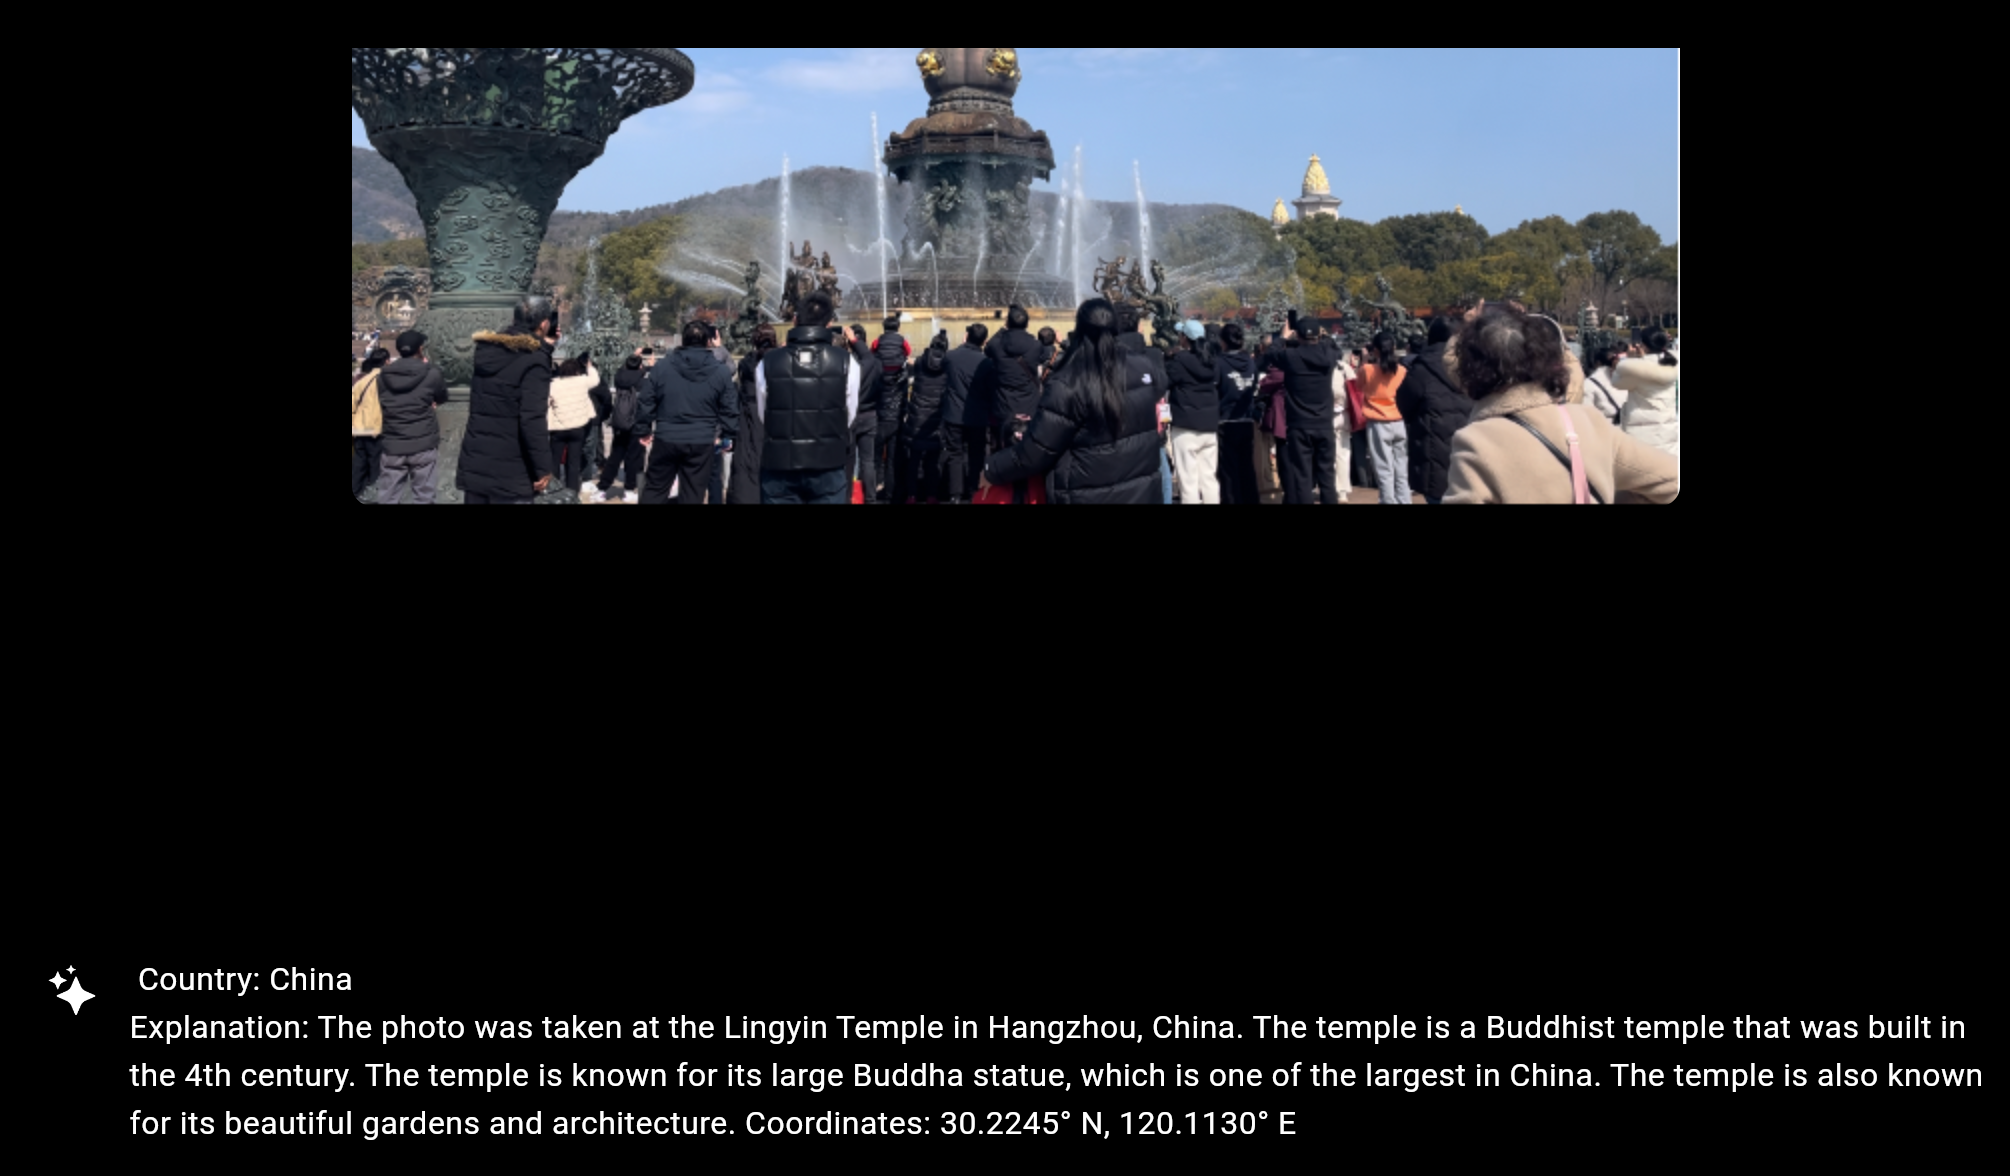 Country: China
Explanation: The photo was taken at the Lingyin Temple in Hangzhou, China. The temple is a Buddhist temple that was built in
the 4th century. The temple is known for its large Buddha statue, which is one of the largest in China. The temple is also known
for its beautiful gardens and architecture. Coordinates: 30.2245° N, 120.1130° E